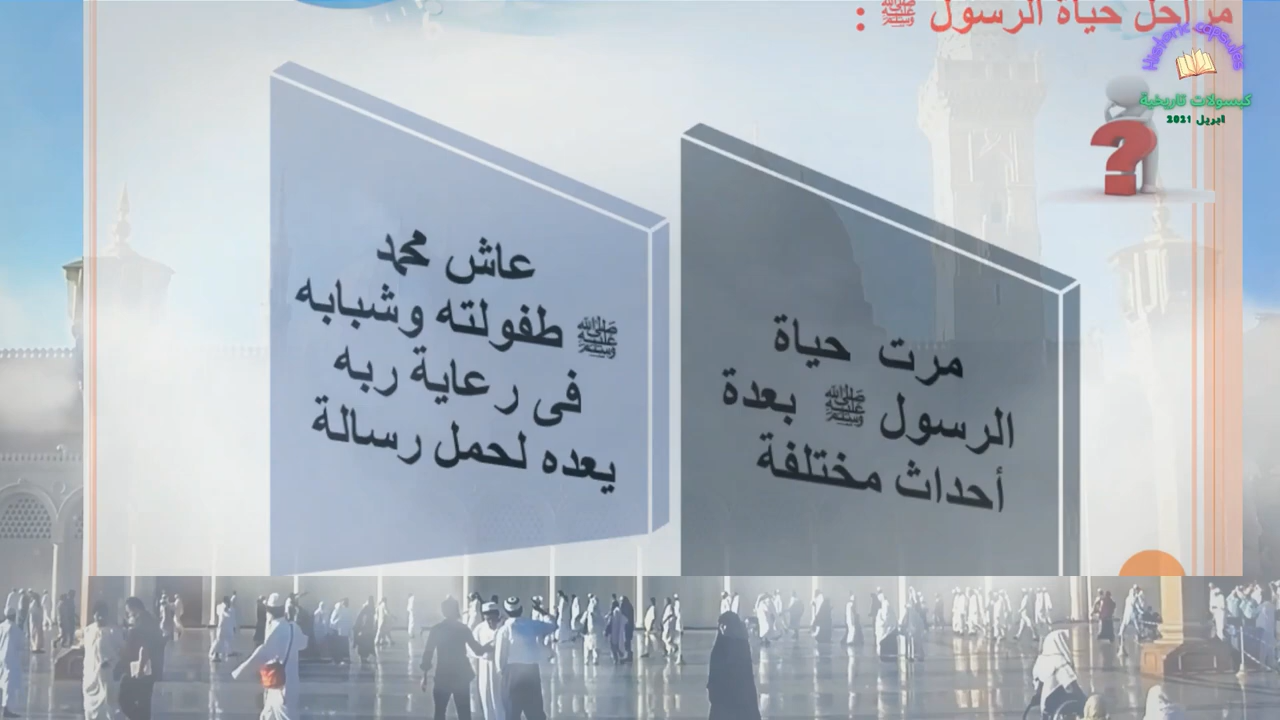 مراحل حياة الرسول ﷺ :
Historic capsules
كبسولات تاريخية
ابريل 2021
مرت حياة
الرسول ﷺ بعدة
أحداث مختلفة
عاش محمد
ﷺ طفولته وشبابه
فى رعاية ربه
يعده لحمل رسالة